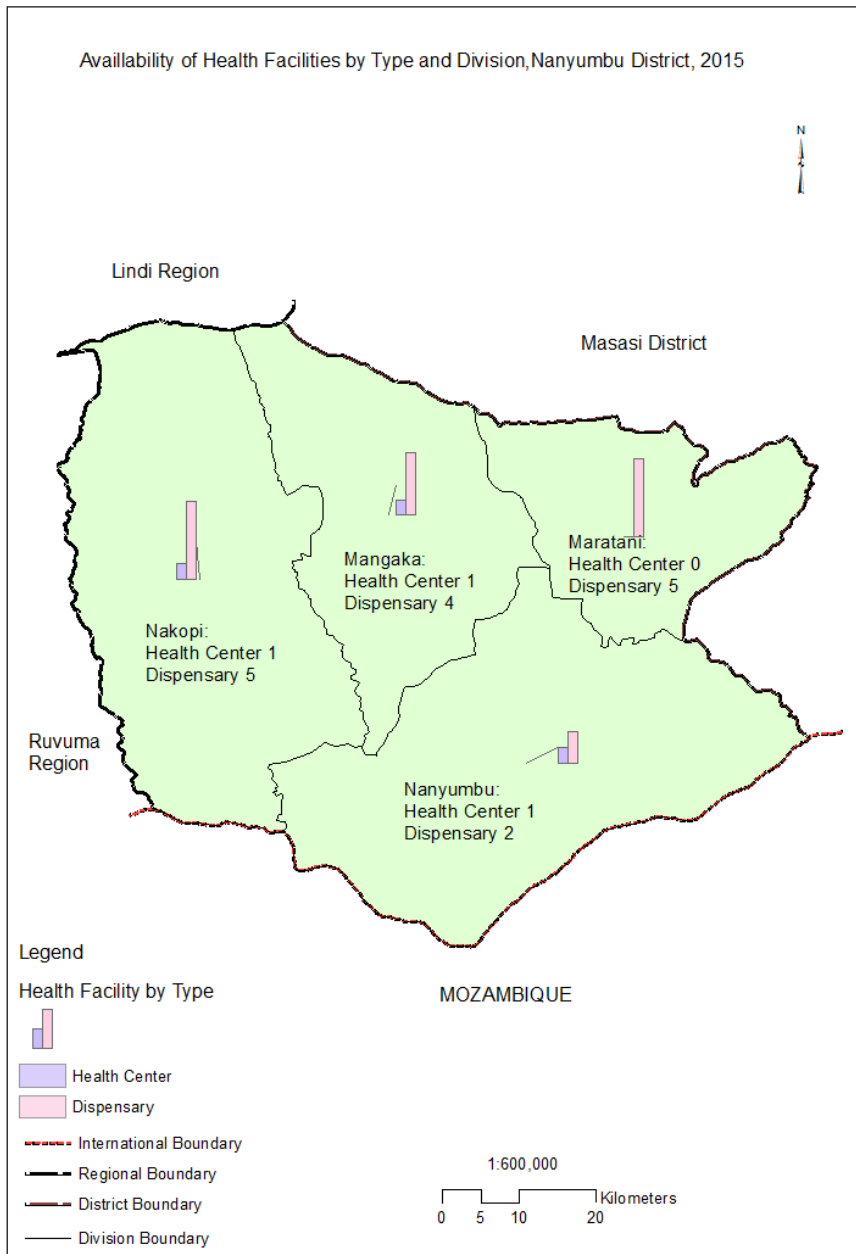 Availlability of Health Facilities by Type and Division,Nanyumbu District, 2015
N
Lindi Region
Masasi District
Mangaka:
Health Center 1
Dispensary 4
Maratani:
Health Center 0
Dispensary 5
Nakopi:
Health Center 1
Dispensary 5
Ruvuma
Region
Nanyumbu:
Health Center 1
Dispensary 2
MOZAMBIQUE
Legend
Health Facility by Type
Health Center
Dispensary
International Boundary
Regional Boundary
District Boundary
Division Boundary
1:600,000
Kilometers
0 5 10 20